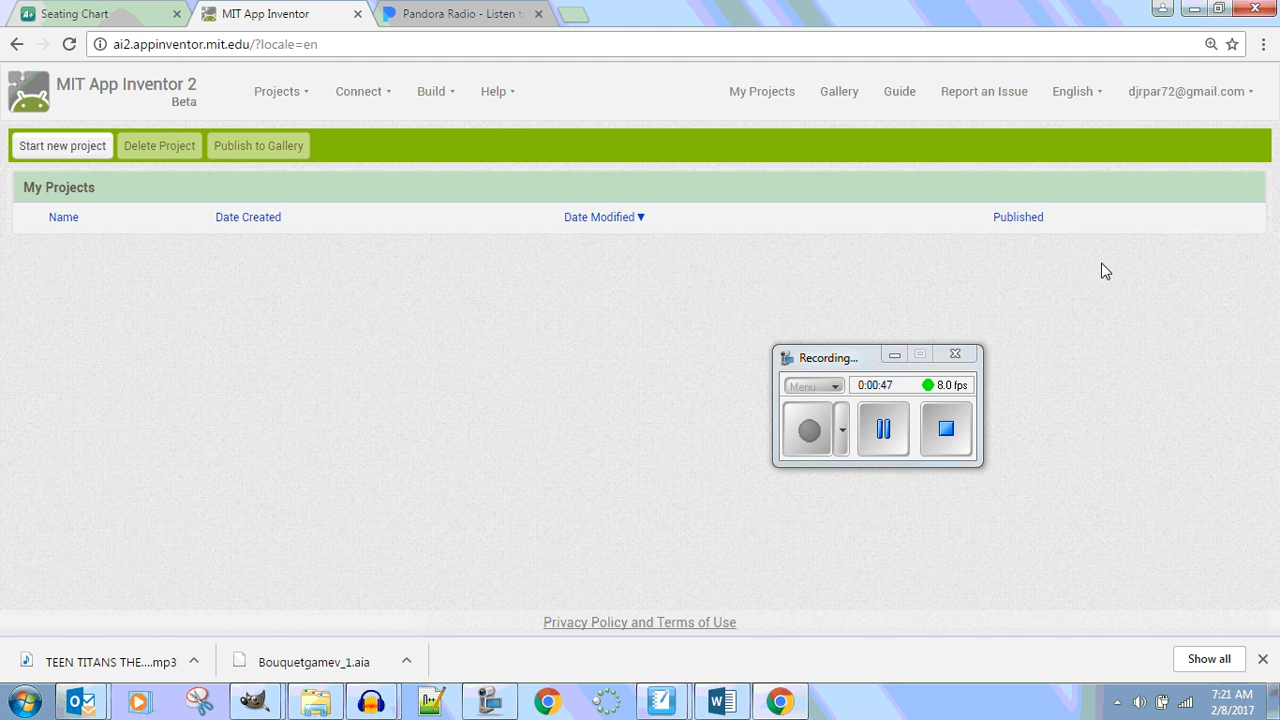 Seating Chart
MIT App Inventor
Pandora Radio - Listen t
ai2.appinventor.mit.edu/?locale=en
MIT App Inventor 2
Beta
Projects
Connect
Build
Help
My Projects
Gallery
Guide
Report an Issue
English
djrpar72@gmail.com
Start new project
Delete Project
Publish to Gallery
My Projects
Name
Date Created
Date Modified
Published
Recording...
Menu
0:00:47
8.0 fps
Privacy Policy and Terms of Use
TEEN TITANS THE....mp3
Bouquetgamev_1.aia
Show all
7:21 AM
2/8/2017